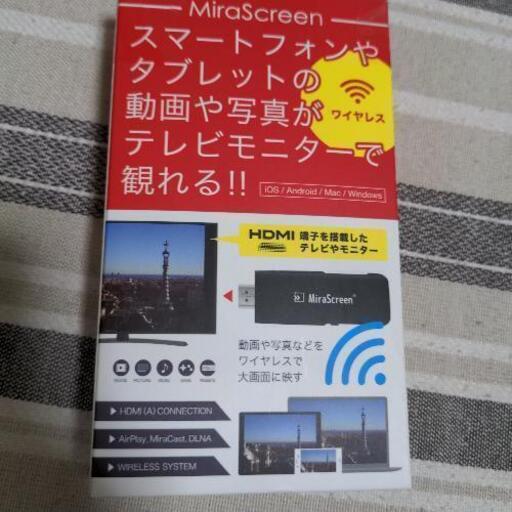 MiraScreen
スマートフォンや
タブレットの
動画や写真が
テレビモニターで
観れる!!
ワイヤレス
iOS / Android / Mac / Windows
HDMI 端子を搭載した
テレビやモニター
MiraScreen
動画や写真などを
ワイヤレスで
大画面に映す
MOVIE PICTURE MUSIC GAME
HDMI (A) CONNECTION
AirPlay, MiraCast, DLNA
WIRELESS SYSTEM